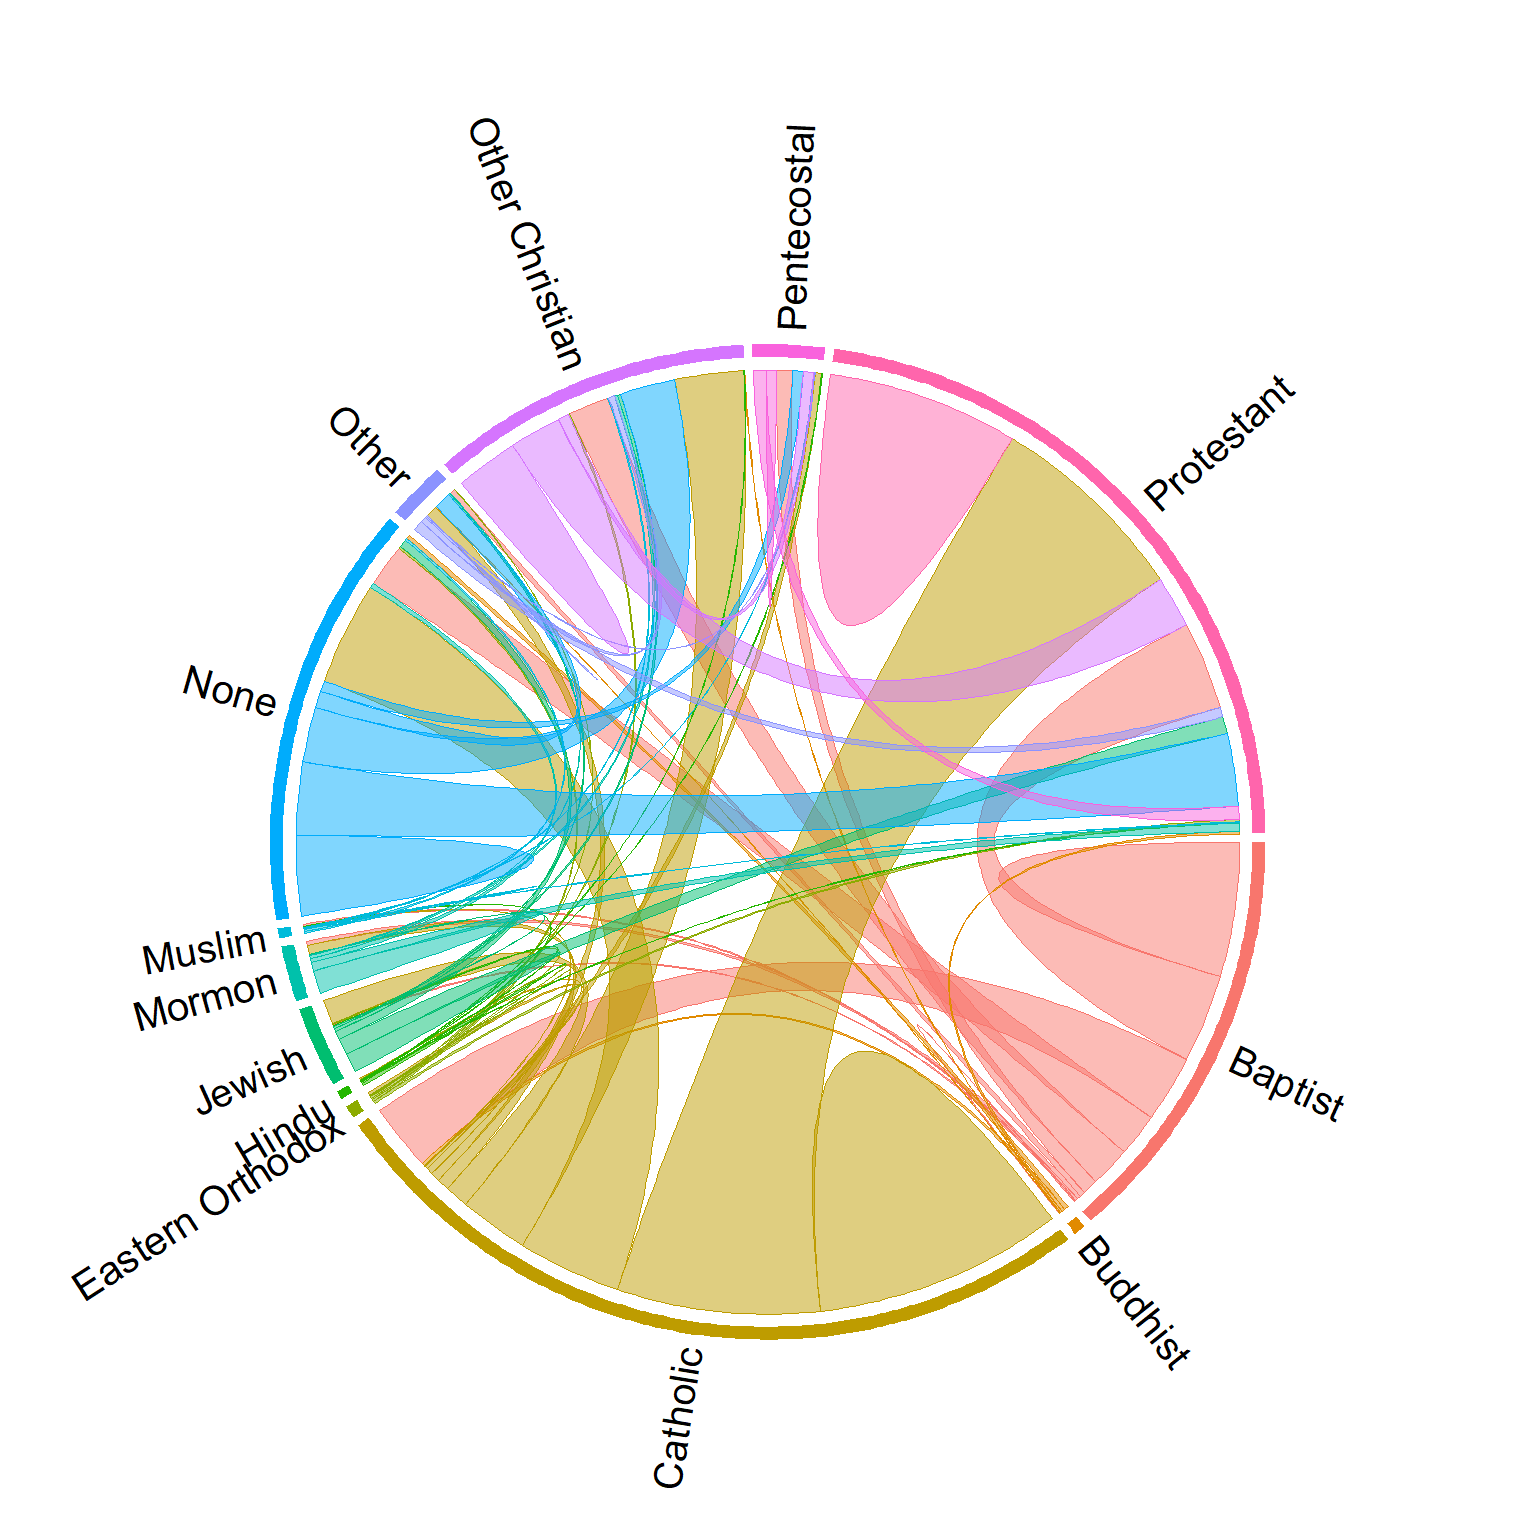 Pentecostal
Other Christian
Protestant
Other
None
Muslim
Mormon
Jewish
Hindu
Eastern Orthodox
Baptist
Buddhist
Catholic